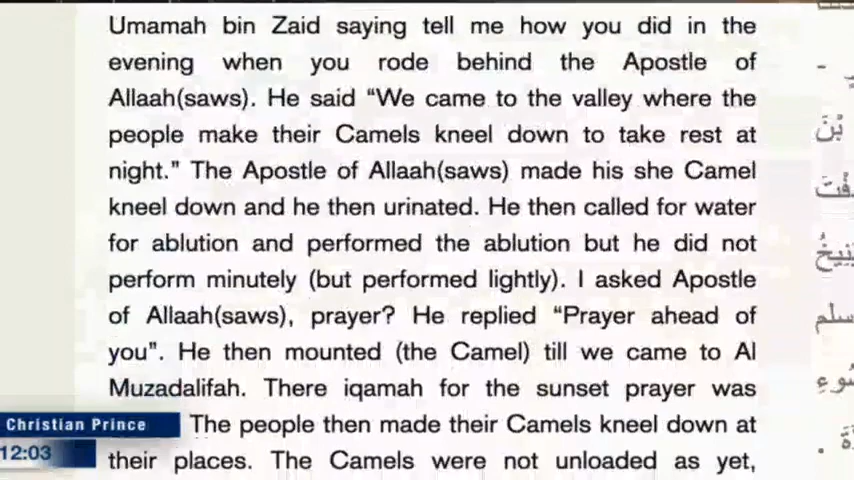 Umamah bin Zaid saying tell me how you did in the
evening when you rode behind the Apostle of
Allaah(saws). He said “We came to the valley where the
people make their Camels kneel down to take rest at
night.” The Apostle of Allaah(saws) made his she Camel
kneel down and he then urinated. He then called for water
for ablution and performed the ablution but he did not
perform minutely (but performed lightly). I asked Apostle
of Allaah(saws), prayer? He replied “Prayer ahead of
you”. He then mounted (the Camel) till we came to Al
Muzadalifah. There iqamah for the sunset prayer was
The people then made their Camels kneel down at
their places. The Camels were not unloaded as yet,
Christian Prince
12:03